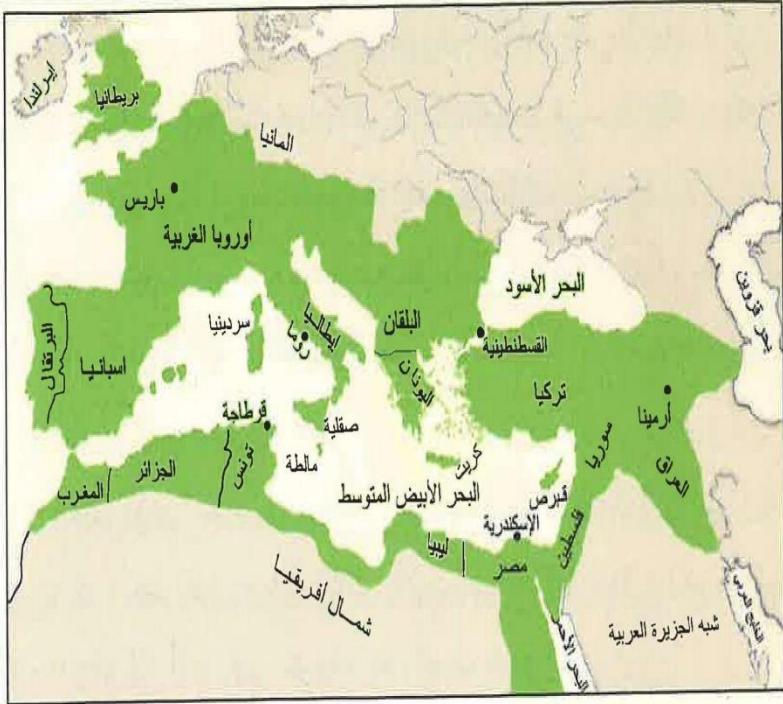 ايرلندا
بريطانيا
المانيا
باريس
أوروبا الغربية
البحر الأسود
بحر قزوين
البرتغال
اسبانيا
سردينيا
إيطاليا
روما
البلقان
القسطنطينية
اليونان
تركيا
أرمينا
قرطاجة
صقلية
مالطة
كريت
سوريا
العراق
المغرب
الجزائر
تونس
البحر الأبيض المتوسط
قبرص
الإسكندرية
فلسطين
ليبيا
مصر
شمال أفريقيا
البحر الأحمر
شبه الجزيرة العربية
الخليج العربي